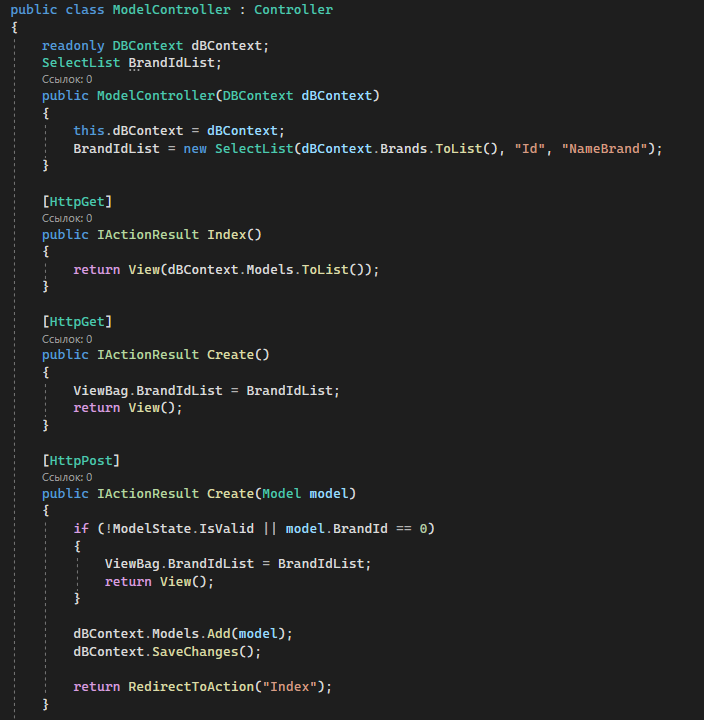 public class ModelController : Controller
{
readonly DBContext dBContext;
SelectList BrandIdList;
Ссылок: 0
public ModelController(DBContext dBContext)
{
this.dBContext = dBContext;
BrandIdList = new SelectList(dBContext.Brands.ToList(), "Id", "NameBrand");
}
[HttpGet]
Ссылок: 0
public IActionResult Index()
{
return View(dBContext.Models.ToList());
}
[HttpGet]
Ссылок: 0
public IActionResult Create()
{
ViewBag.BrandIdList = BrandIdList;
return View();
}
[HttpPost]
Ссылок: 0
public IActionResult Create(Model model)
{
if (!ModelState.IsValid || model.BrandId == 0)
{
ViewBag.BrandIdList = BrandIdList;
return View();
}
dBContext.Models.Add(model);
dBContext.SaveChanges();
return RedirectToAction("Index");
}